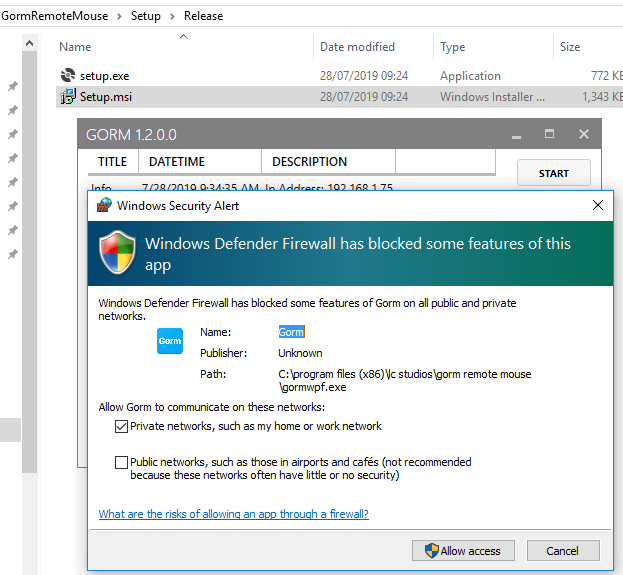 GormRemoteMouse > Setup > Release
Name Date modified Type Size
setup.exe 28/07/2019 09:24 Application 772 KB
Setup.msi 28/07/2019 09:24 Windows Installer ... 1,343 KB
GORM 1.2.0.0
TITLE DATETIME DESCRIPTION
START
Info 7/28/2019 9:34:35 AM Ip Address: 192.168.1.75
Windows Security Alert
Windows Defender Firewall has blocked some features of this
app
Windows Defender Firewall has blocked some features of Gorm on all public and private
networks.
Gorm
Name: Gorm
Publisher: Unknown
Path: C:\program files (x86)\lc studios\gorm remote mouse
\gormwpf.exe
Allow Gorm to communicate on these networks:
Private networks, such as my home or work network
Public networks, such as those in airports and cafés (not recommended
because these networks often have little or no security)
What are the risks of allowing an app through a firewall?
Allow access Cancel